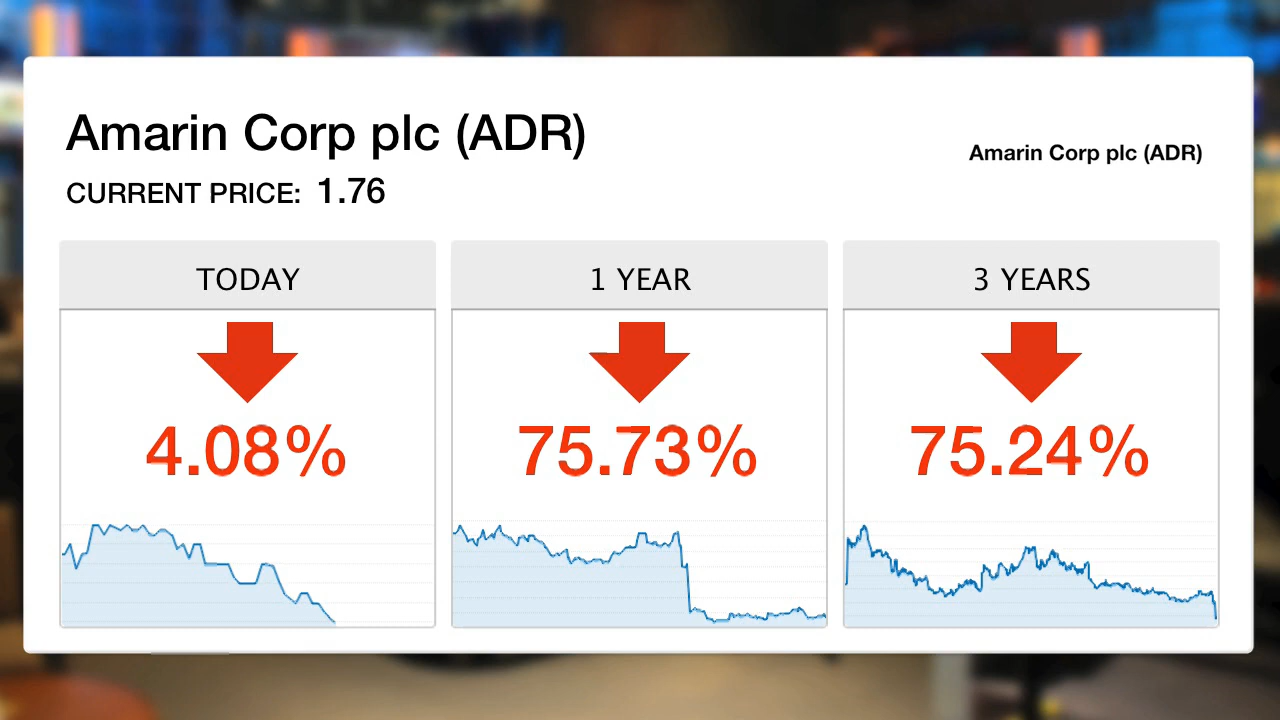 Amarin Corp plc (ADR)
Amarin Corp plc (ADR)
CURRENT PRICE: 1.76
TODAY
1 YEAR
3 YEARS
4.08%
75.73%
75.24%